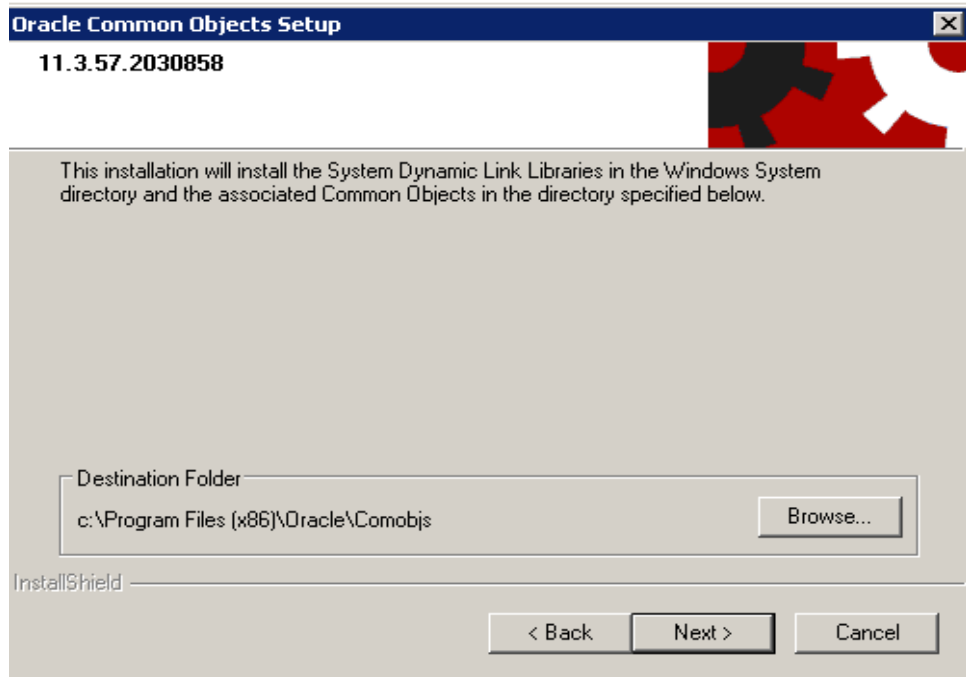 Oracle Common Objects Setup
11.3.57.2030858
This installation will install the System Dynamic Link Libraries in the Windows System
directory and the associated Common Objects in the directory specified below.
Destination Folder
c:\Program Files (x86)\Oracle\Comobjs
Browse...
InstallShield
< Back
Next >
Cancel